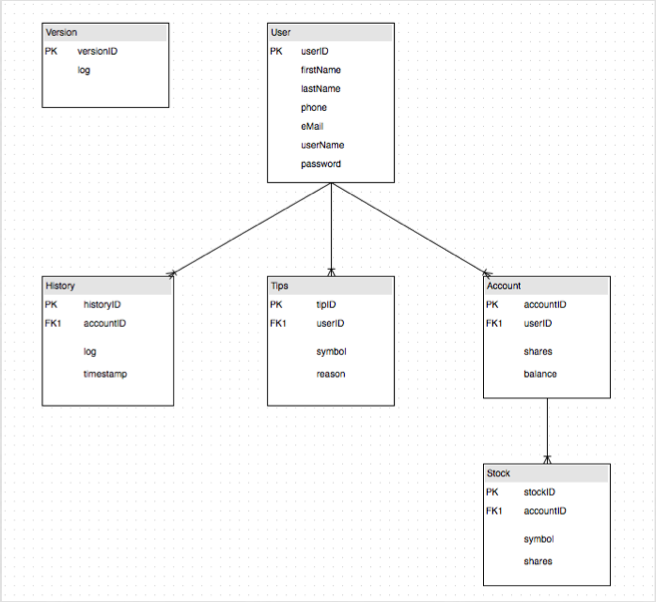 Version
PK versionID
log
User
PK userID
firstName
lastName
phone
eMail
userName
password
History
PK historyID
FK1 accountID
log
timestamp
Tips
PK tipID
FK1 userID
symbol
reason
Account
PK accountID
FK1 userID
shares
balance
Stock
PK stockID
FK1 accountID
symbol
shares